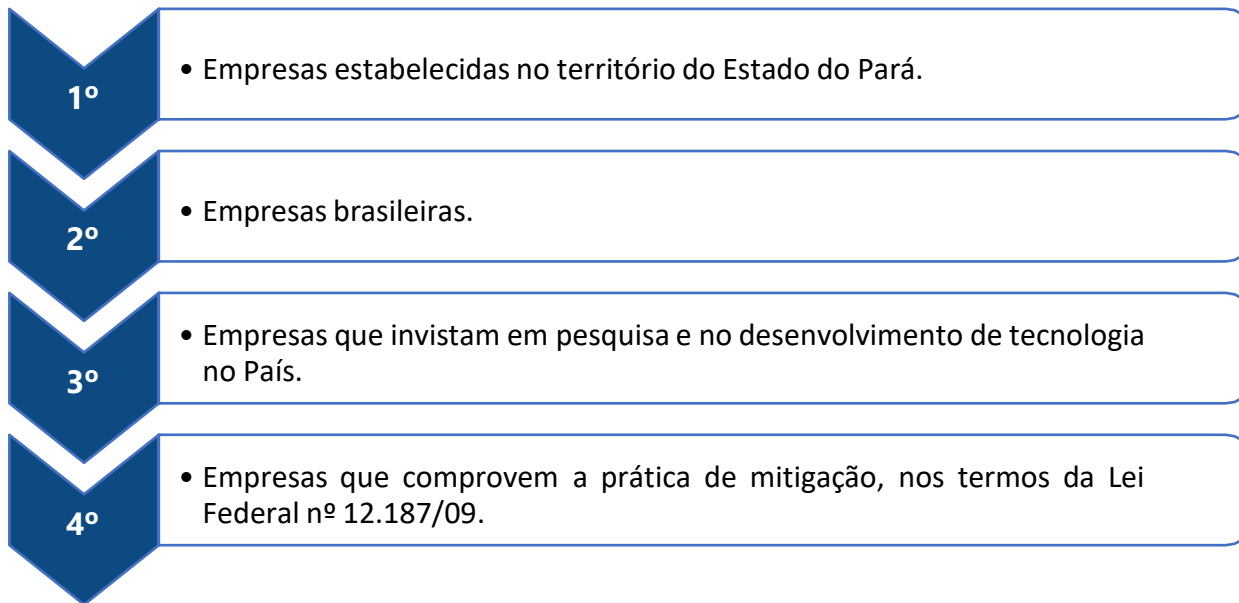 1º
• Empresas estabelecidas no território do Estado do Pará.
2º
• Empresas brasileiras.
3º
• Empresas que invistam em pesquisa e no desenvolvimento de tecnologia
no País.
4º
• Empresas que comprovem a prática de mitigação, nos termos da Lei
Federal nº 12.187/09.